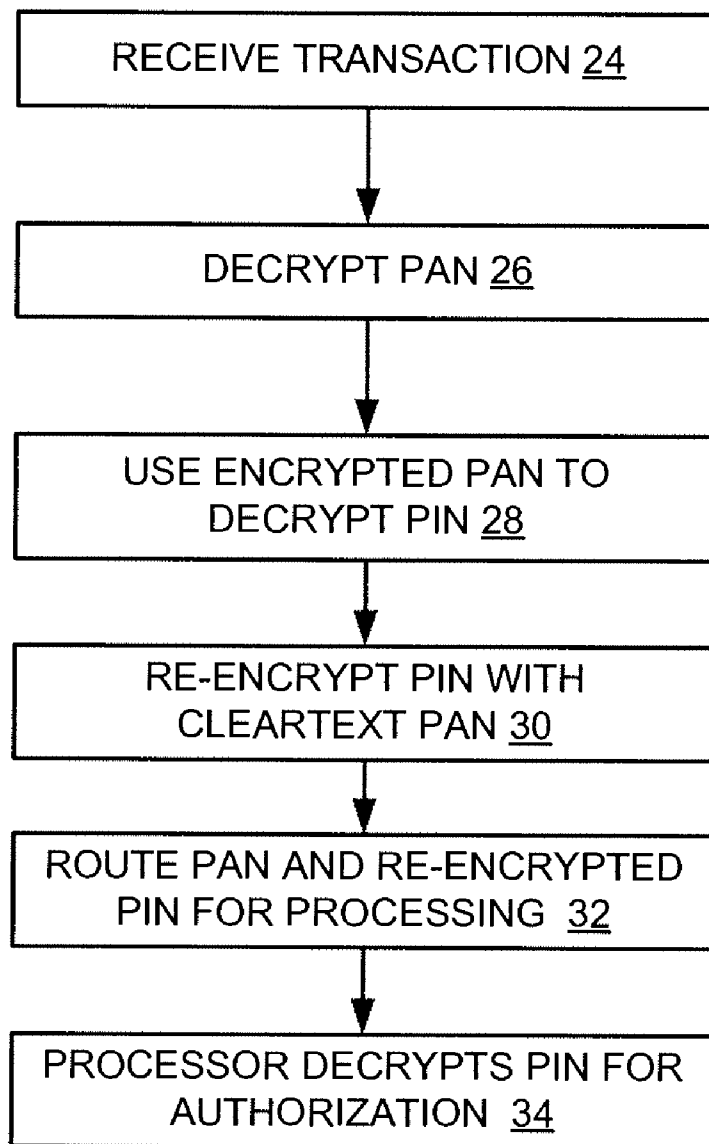 RECEIVE TRANSACTION 24
DECRYPT PAN 26
USE ENCRYPTED PAN TO
DECRYPT PIN 28
RE-ENCRYPT PIN WITH
CLEARTEXT PAN 30
ROUTE PAN AND RE-ENCRYPTED
PIN FOR PROCESSING 32
PROCESSOR DECRYPTS PIN FOR
AUTHORIZATION 34